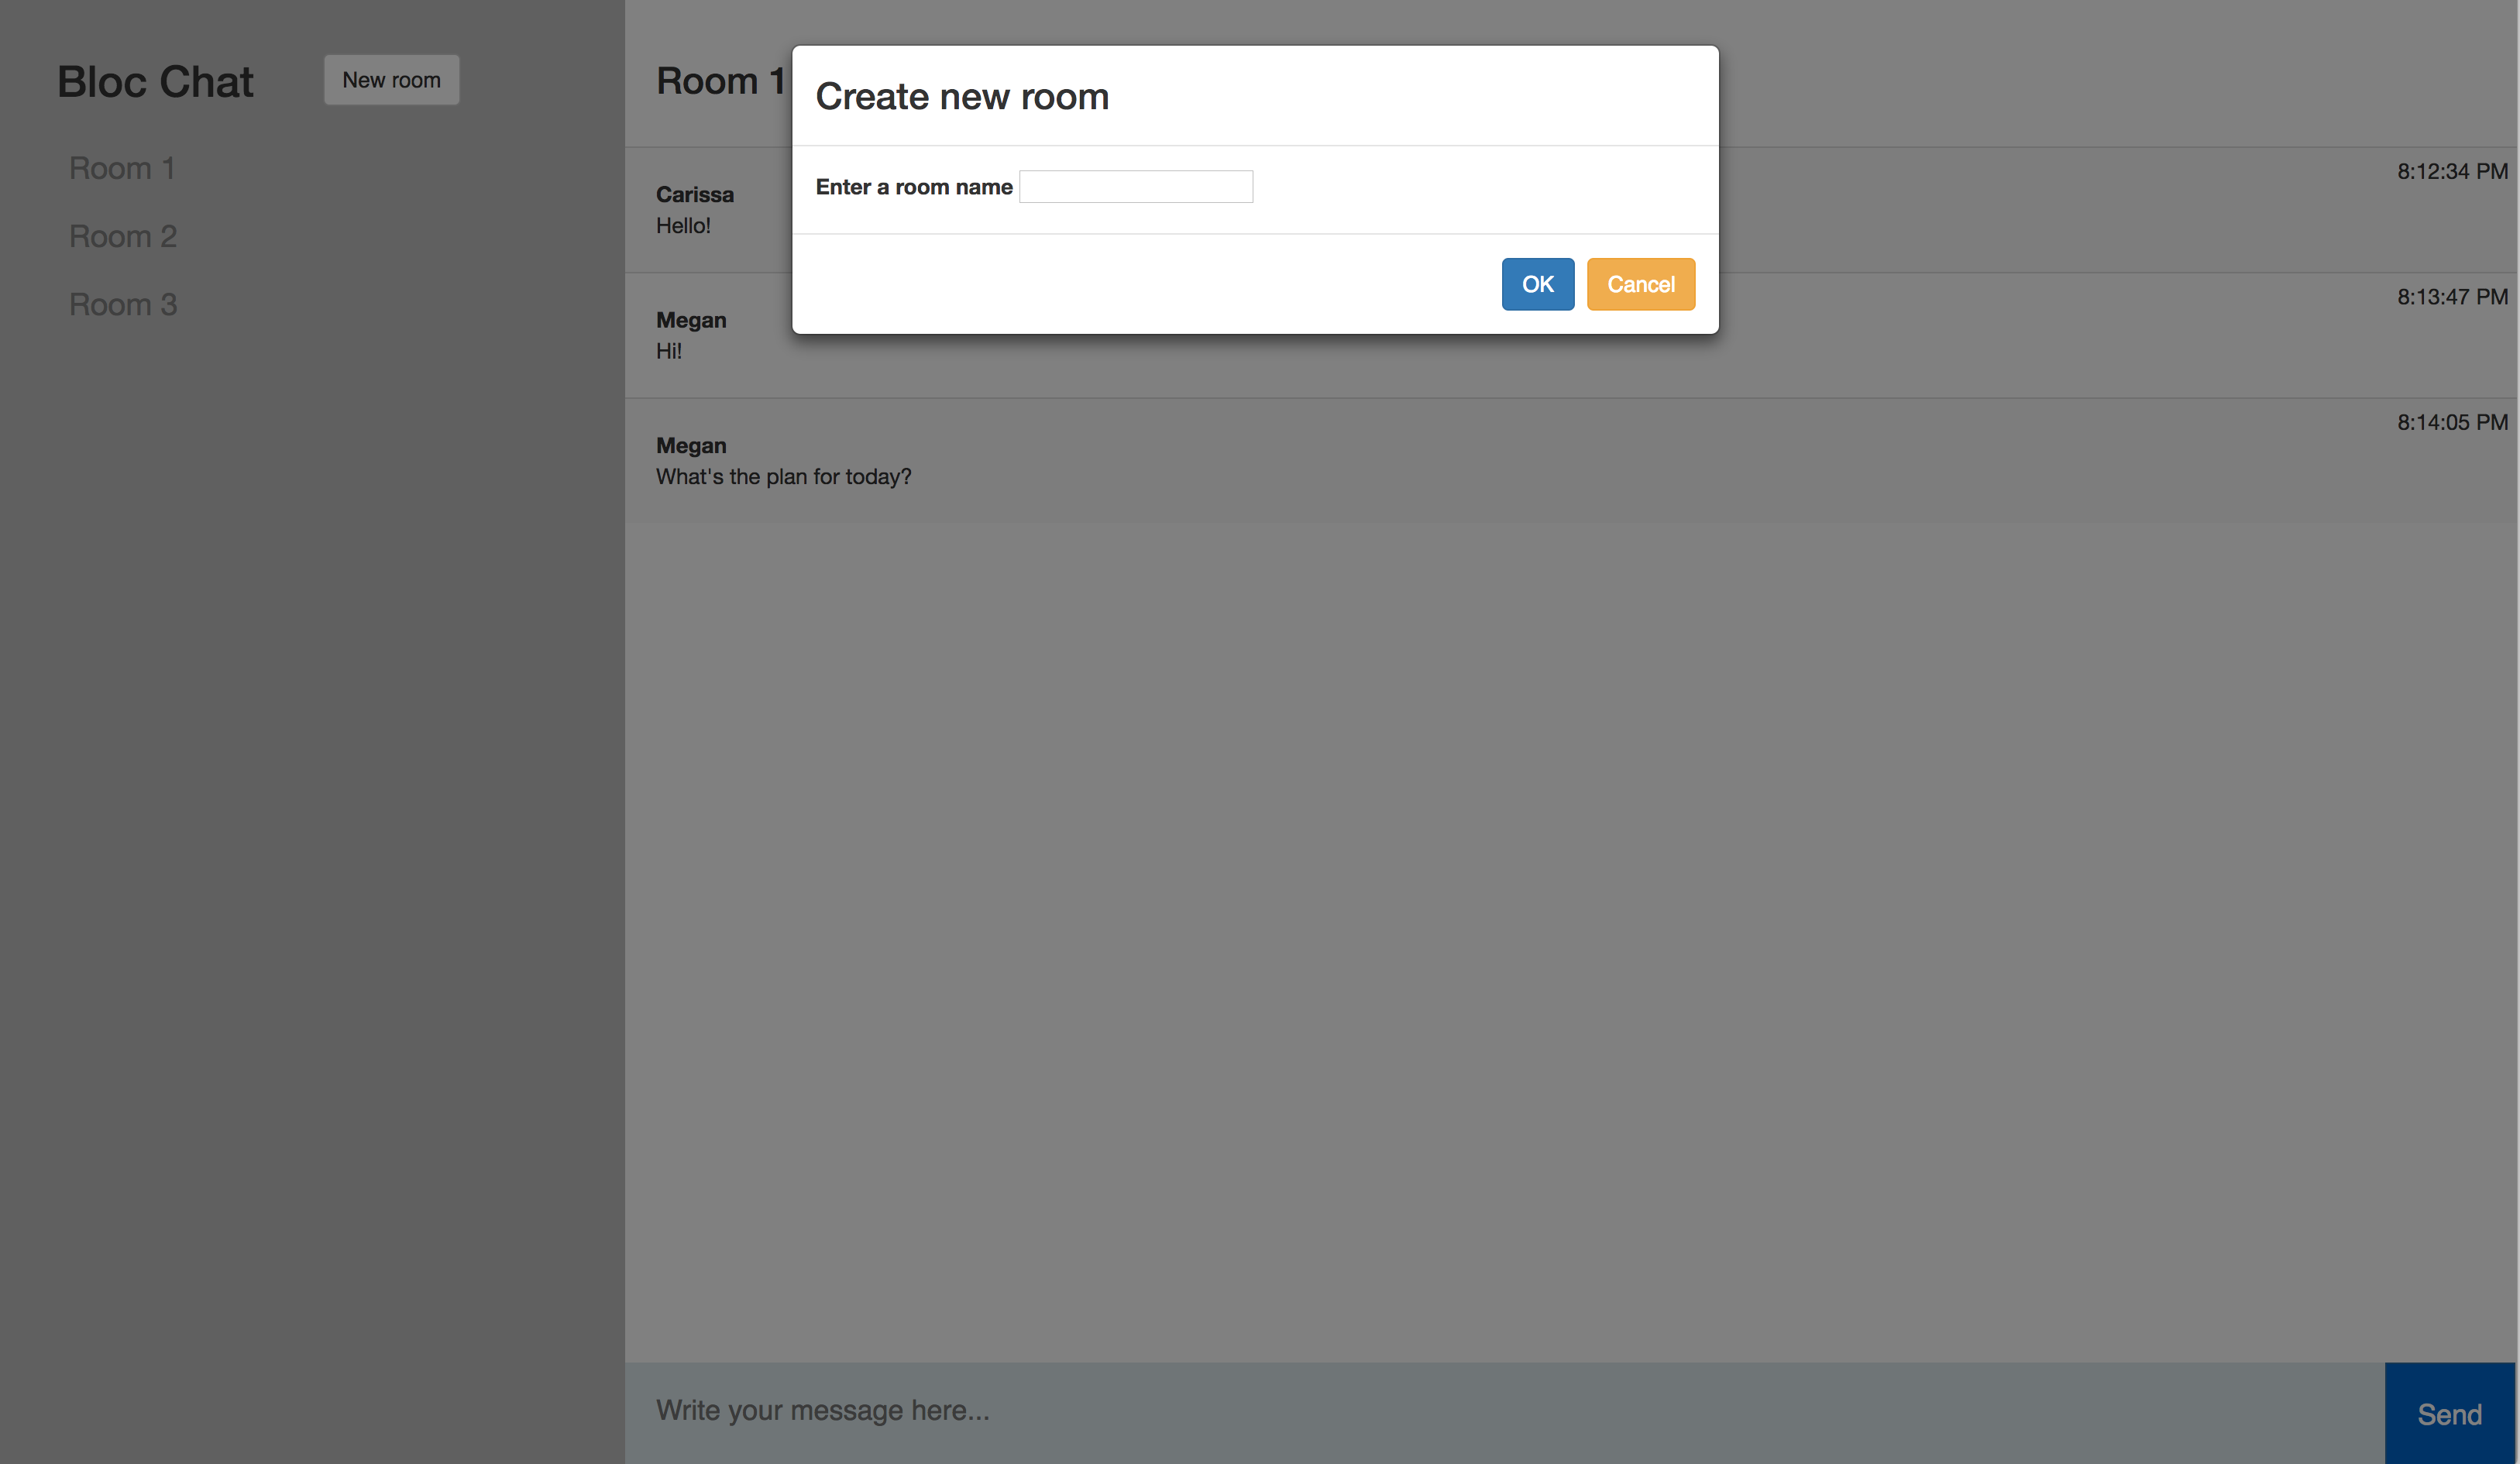 Bloc Chat
New room
Room 1
Room 2
Room 3
Room 1
Create new room
Enter a room name
OK
Cancel
Carissa
8:12:34 PM
Hello!
Megan
8:13:47 PM
Hi!
Megan
8:14:05 PM
What's the plan for today?
Write your message here...
Send